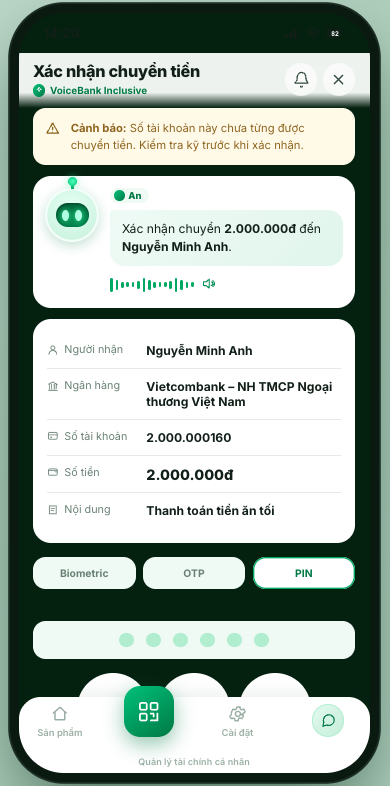 Xác nhận chuyển tiền
VoiceBank Inclusive
82
Cảnh báo: Số tài khoản này chưa từng được
chuyển tiền. Kiểm tra kỹ trước khi xác nhận.
An
Xác nhận chuyển 2.000.000đ đến
Nguyễn Minh Anh.
Người nhận
Nguyễn Minh Anh
Ngân hàng
Vietcombank – NH TMCP Ngoại
thương Việt Nam
Số tài khoản
2.000.000160
Số tiền
2.000.000đ
Nội dung
Thanh toán tiền ăn tối
Biometric
OTP
PIN
Sản phẩm
Cài đặt
Quản lý tài chính cá nhân